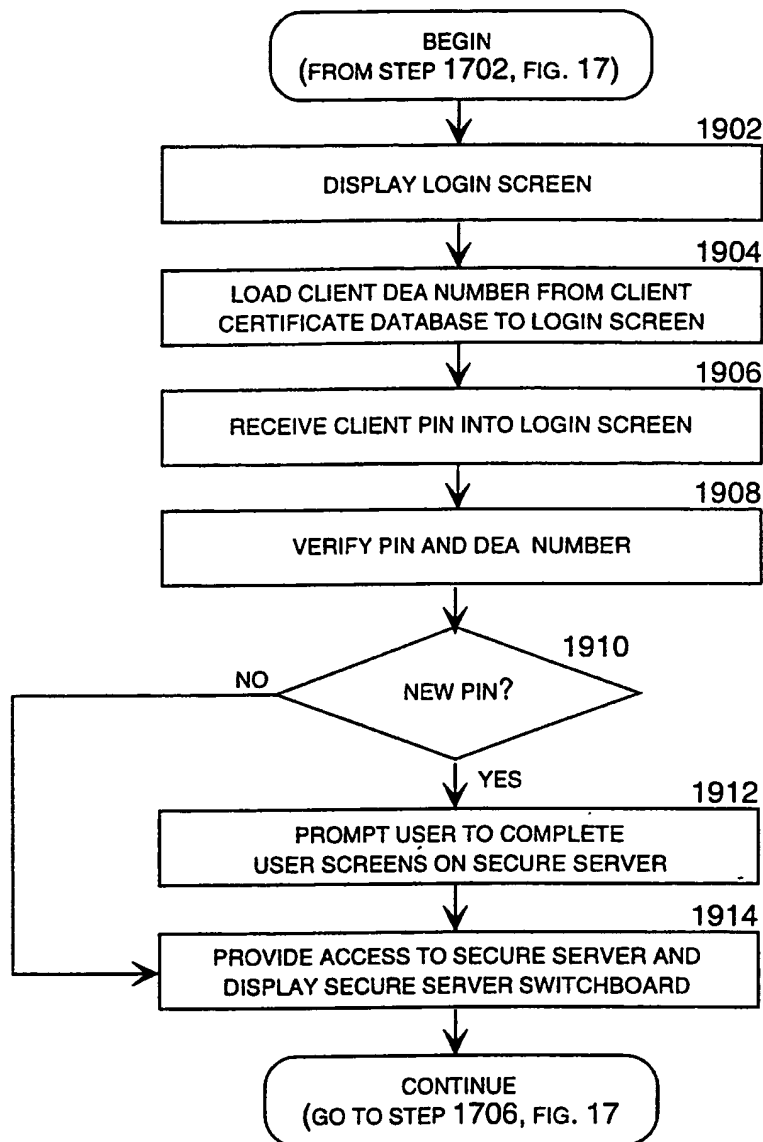 BEGIN
(FROM STEP 1702, FIG. 17)
1902
DISPLAY LOGIN SCREEN
1904
LOAD CLIENT DEA NUMBER FROM CLIENT
CERTIFICATE DATABASE TO LOGIN SCREEN
1906
RECEIVE CLIENT PIN INTO LOGIN SCREEN
1908
VERIFY PIN AND DEA NUMBER
1910
NO
NEW PIN?
YES
1912
PROMPT USER TO COMPLETE
USER SCREENS ON SECURE SERVER
1914
PROVIDE ACCESS TO SECURE SERVER AND
DISPLAY SECURE SERVER SWITCHBOARD
CONTINUE
(GO TO STEP 1706, FIG. 17